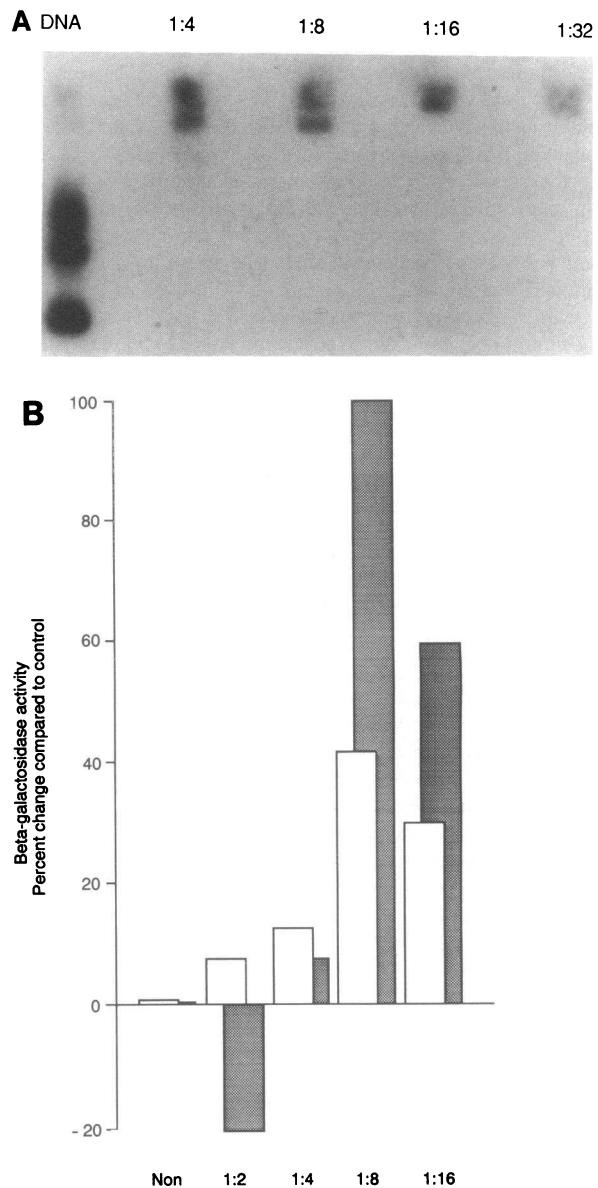 A DNA 1:4 1:8 1:16 1:32
B
100
80
60
40
20
0
- 20
Beta-galactosidase activity
Percent change compared to control
Non 1:2 1:4 1:8 1:16